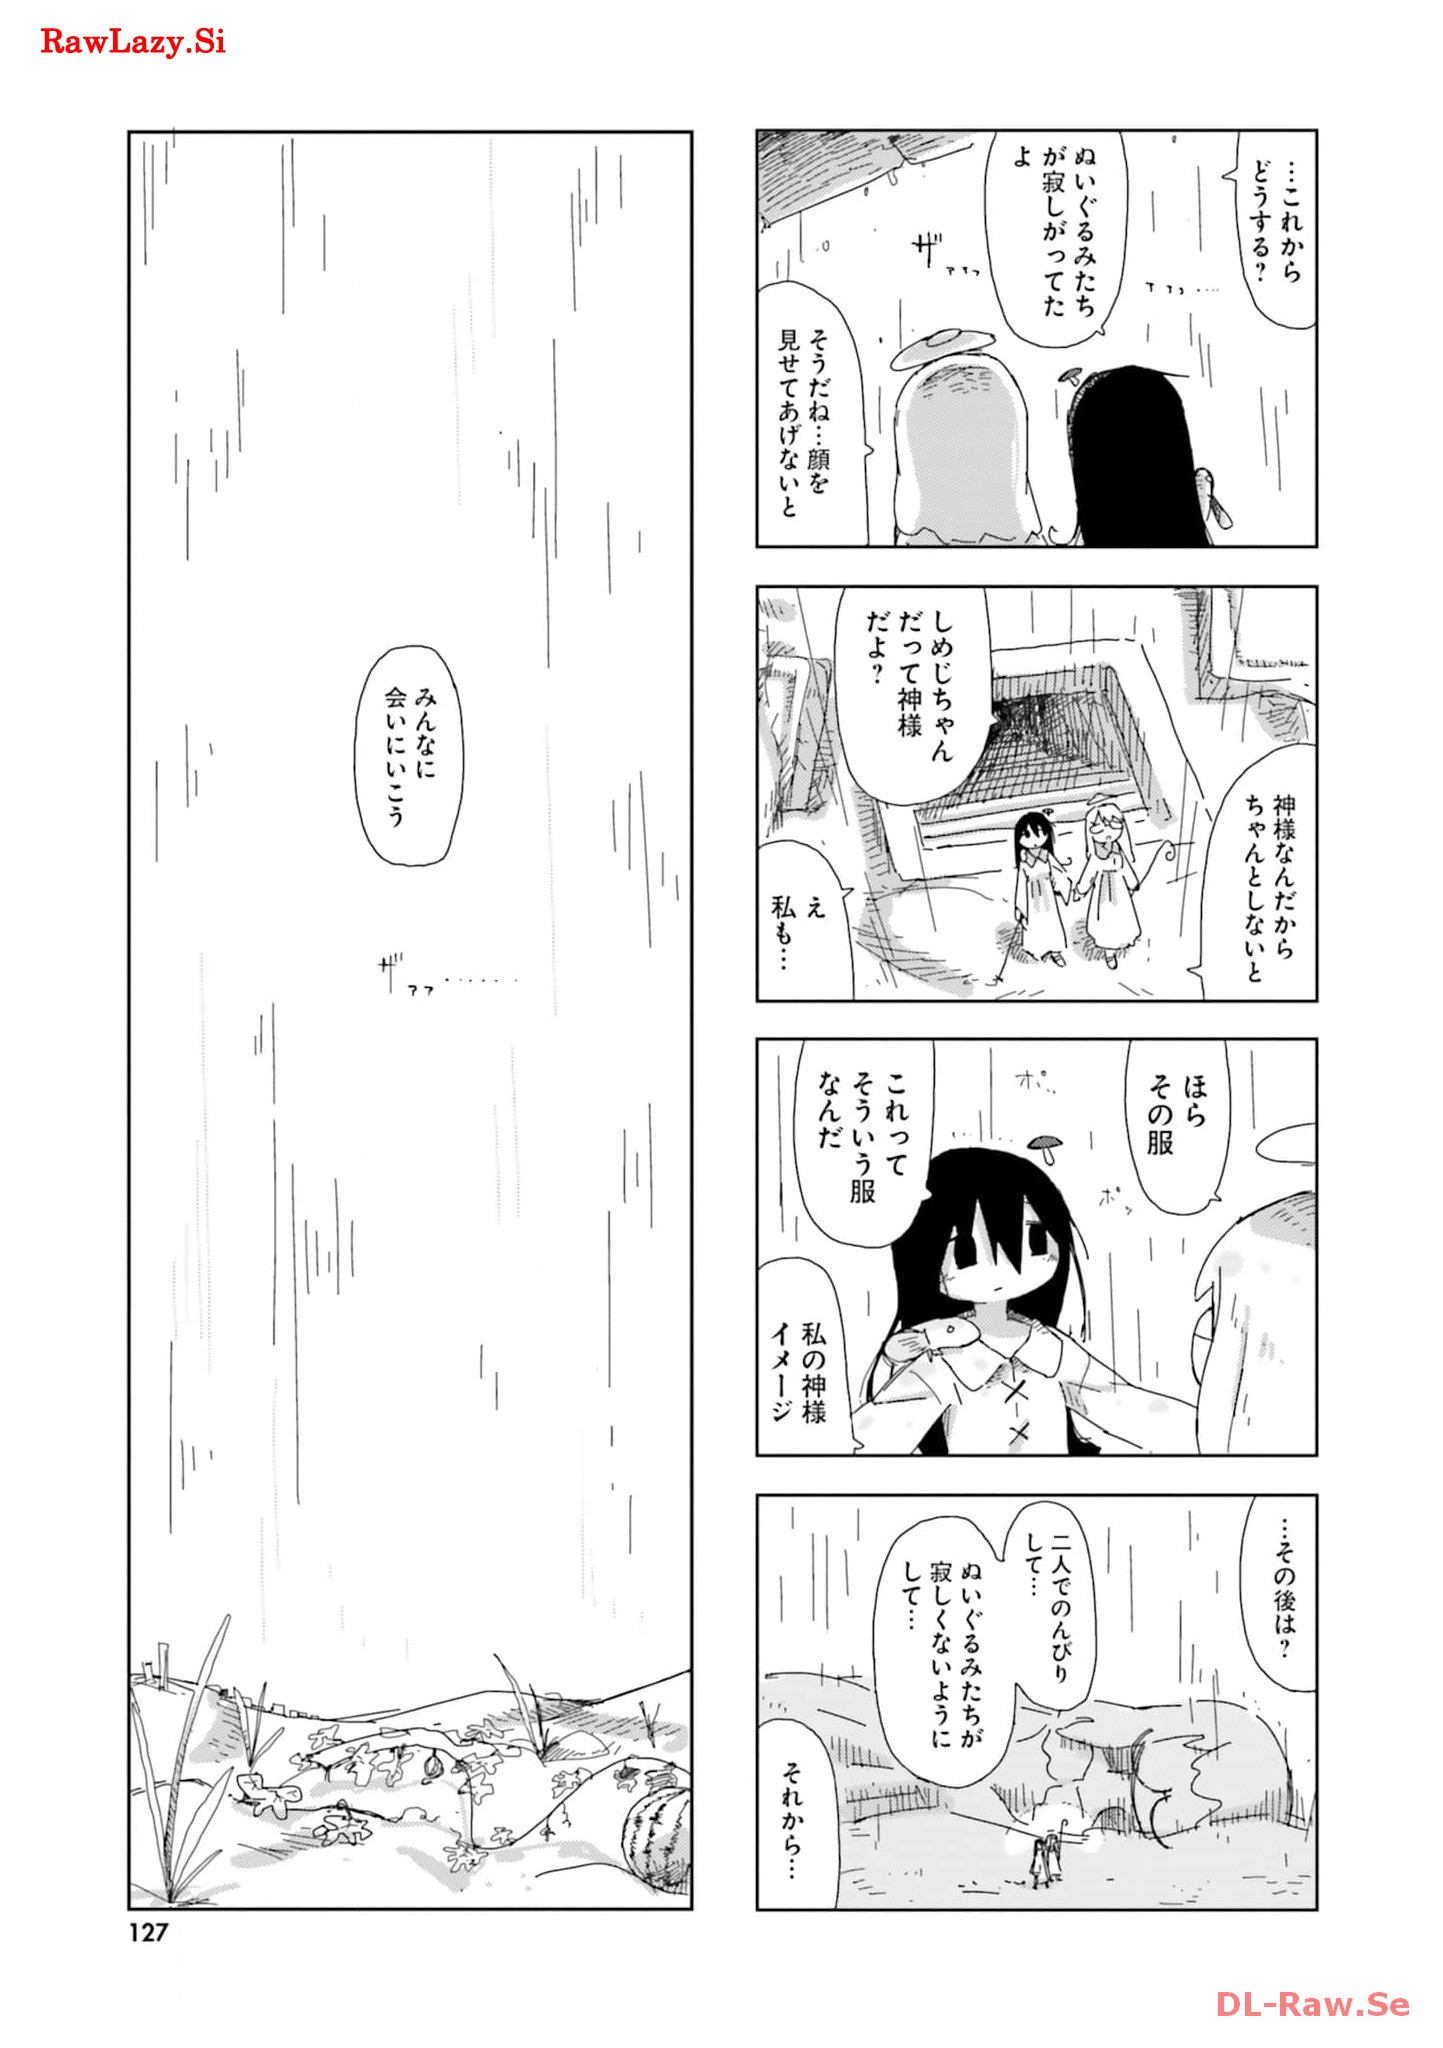 RawLazy.Si
…これから
どうする?
ぬいぐるみたち
が寂しがってた
よ
ザァァッ
ァァッ…
そうだね…顔を
見せてあげないと
しめじちゃん
だって神様
だよ?
神様なんだから
ちゃんとしないと
え
私も…
ほら
その服
ポッ
ポッ
これって
そういう服
なんだ
私の神様
イメージ
…その後は?
二人でのんびり
して…
ぬいぐるみたちが
寂しくないように
して…
それから…
みんなに
会いにいこう
ザァァ……
127
DL-Raw.Se